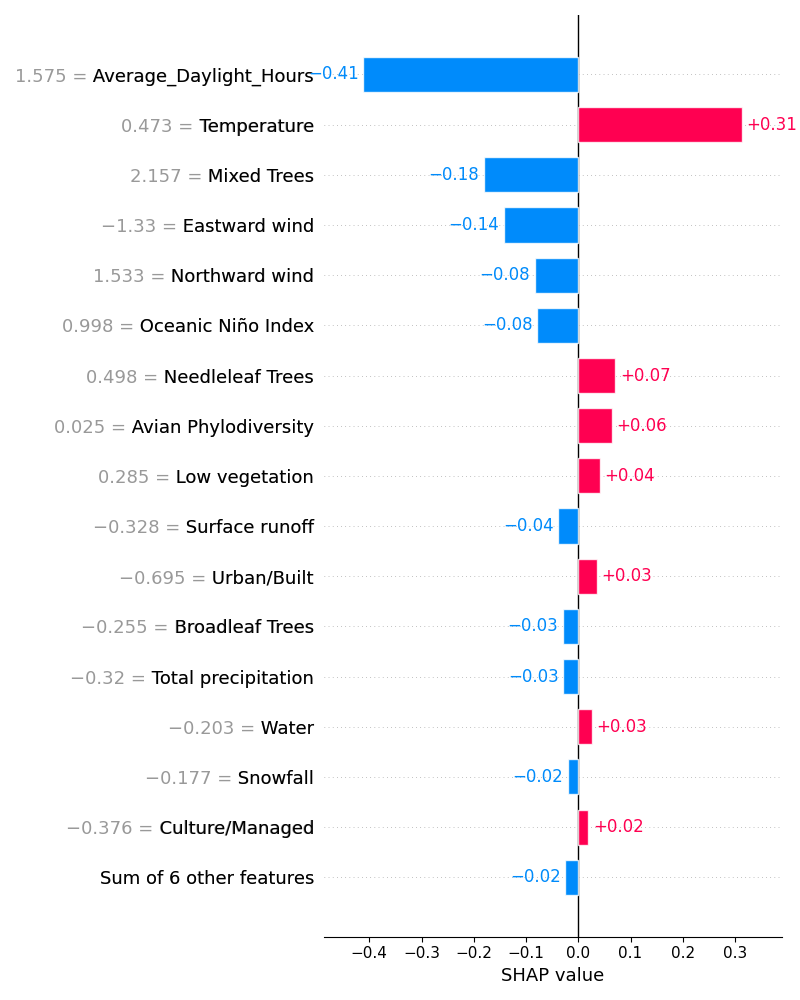 1.575 = Average_Daylight_Hours −0.41
0.473 = Temperature +0.31
2.157 = Mixed Trees −0.18
−1.33 = Eastward wind −0.14
1.533 = Northward wind −0.08
0.998 = Oceanic Niño Index −0.08
0.498 = Needleleaf Trees +0.07
0.025 = Avian Phylodiversity +0.06
0.285 = Low vegetation +0.04
−0.328 = Surface runoff −0.04
−0.695 = Urban/Built +0.03
−0.255 = Broadleaf Trees −0.03
−0.32 = Total precipitation −0.03
−0.203 = Water +0.03
−0.177 = Snowfall −0.02
−0.376 = Culture/Managed +0.02
Sum of 6 other features −0.02
−0.4 −0.3 −0.2 −0.1 0.0 0.1 0.2 0.3
SHAP value